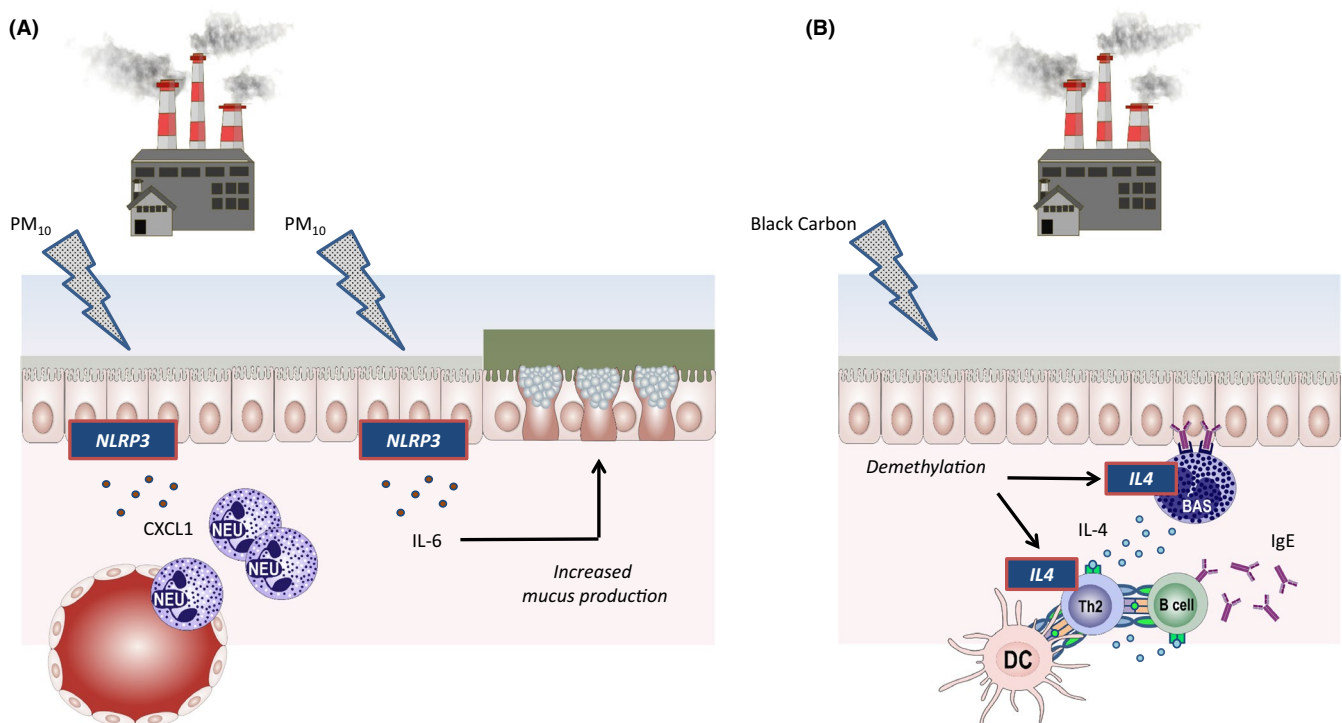 (A)
PM₁₀
PM₁₀
NLRP3
NLRP3
CXCL1
NEU
NEU
NEU
IL-6
Increased
mucus production
(B)
Black Carbon
Demethylation
IL4
BAS
IL-4
IgE
IL4
Th2
B cell
DC